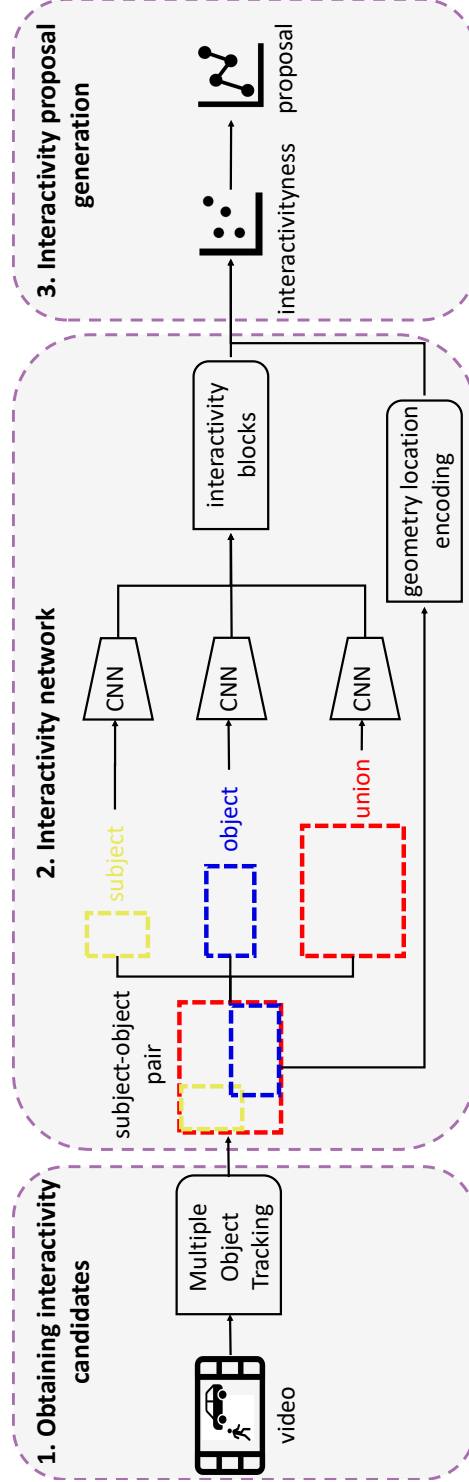 1. Obtaining interactivity
candidates
video
Multiple
Object
Tracking
2. Interactivity network
subject-object
pair
subject
object
union
CNN
CNN
CNN
interactivity
blocks
geometry location
encoding
3. Interactivity proposal
generation
interactivityness
proposal